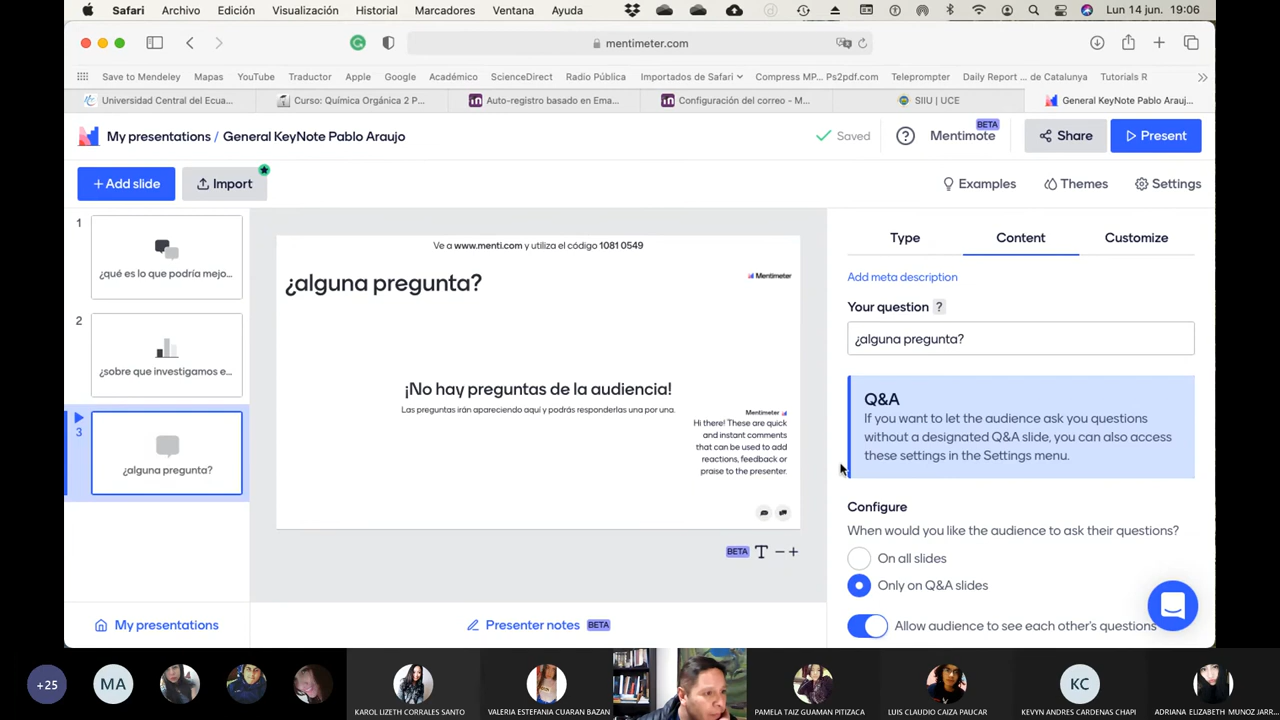 Safari Archivo Edición Visualización Historial Marcadores Ventana Ayuda Lun 14 jun. 19:06
mentimeter.com
Save to Mendeley Mapas YouTube Traductor Apple Google Académico ScienceDirect Radio Pública Importados de Safari Compress MP... Ps2pdf.com Teleprompter Daily Report ... de Catalunya Tutorials R
Universidad Central del Ecua... Curso: Química Orgánica 2 P... Auto-registro basado en Ema... Configuración del correo - M... SIIU | UCE General KeyNote Pablo Arauj...
My presentations / General KeyNote Pablo Araujo Saved ? Mentimote BETA Share Present
+ Add slide Import Examples Themes Settings
1
¿qué es lo que podría mejo...
2
¿sobre que investigamos e...
3
¿alguna pregunta?
My presentations
Ve a www.menti.com y utiliza el código 1081 0549
¿alguna pregunta?
Mentimeter
¡No hay preguntas de la audiencia!
Las preguntas irán apareciendo aquí y podrás responderlas una por una.
Mentimeter
Hi there! These are quick
and instant comments
that can be used to add
reactions, feedback or
praise to the presenter.
BETA T − +
Presenter notes BETA
Type Content Customize
Add meta description
Your question ?
¿alguna pregunta?
Q&A
If you want to let the audience ask you questions
without a designated Q&A slide, you can also access
these settings in the Settings menu.
Configure
When would you like the audience to ask their questions?
On all slides
Only on Q&A slides
Allow audience to see each other's questions
+25 MA KC
KAROL LIZETH CORRALES SANTO VALERIA ESTEFANIA CUARAN BAZAN PAMELA TAIZ GUAMAN PITIZACA LUIS CLAUDIO CAIZA PAUCAR KEVYN ANDRES CARDENAS CHAPI ADRIANA ELIZABETH MUNOZ JARR...